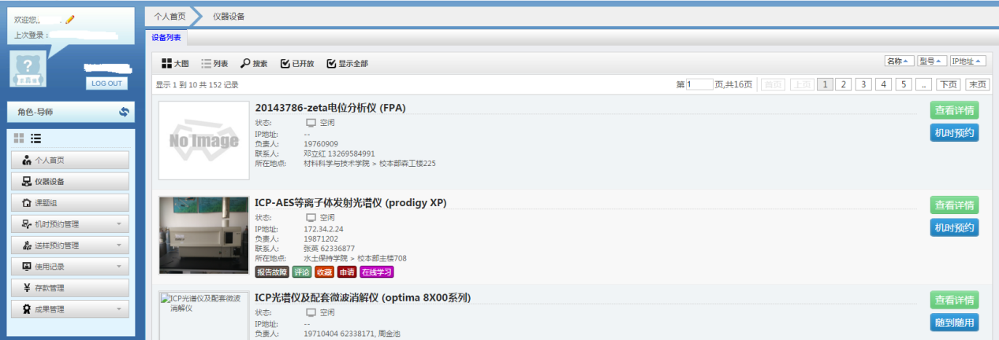 欢迎您,
上次登录：
LOG OUT
角色-导师
个人首页
仪器设备
课题组
机时预约管理
送样预约管理
使用记录
存款管理
成果管理
个人首页 仪器设备
设备列表
大图 列表 搜索 已开放 显示全部 名称 型号 IP地址
显示 1 到 10 共 152 记录 第 1 页,共16页 首页 上页 1 2 3 4 5 .. 下页 末页
No Image
20143786-zeta电位分析仪 (FPA)
查看详情
状态: 空闲
机时预约
IP地址: --
负责人: 19760909
联系人: 邓立红 13269584991
所在地点: 材料科学与技术学院 > 校本部森工楼225
ICP-AES等离子体发射光谱仪 (prodigy XP)
查看详情
状态: 空闲
机时预约
IP地址: 172.34.2.24
负责人: 19871202
联系人: 张英 62336877
所在地点: 水土保持学院 > 校本部主楼708
报告故障 评论 收藏 申请 在线学习
ICP光谱仪及配套微波消解仪
ICP光谱仪及配套微波消解仪 (optima 8X00系列)
查看详情
状态: 空闲
随到随用
IP地址: --
负责人: 19710404 62338171, 周金池